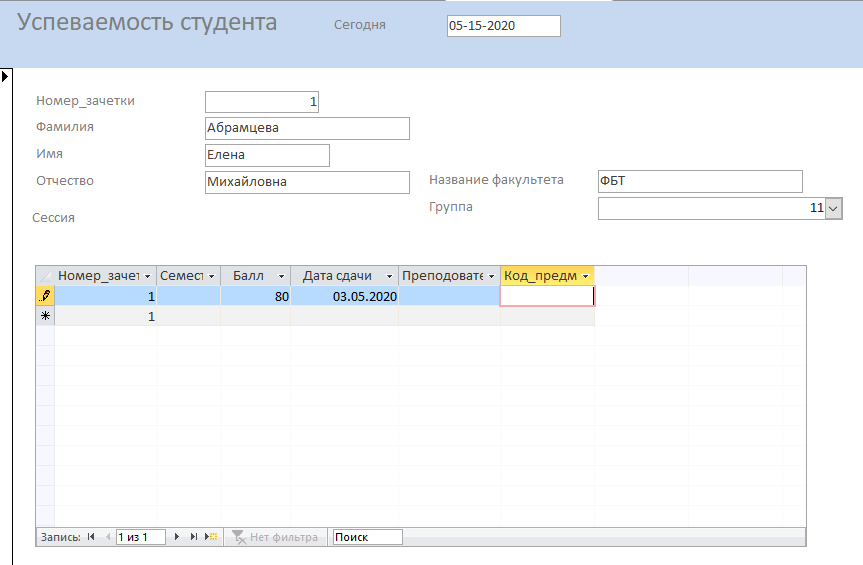 Успеваемость студента Сегодня 05-15-2020
Номер_зачетки 1
Фамилия Абрамцева
Имя Елена
Отчество Михайловна Название факультета ФБТ
Группа 11
Сессия
Номер_зачет Семест Балл Дата сдачи Преподовате Код_предм
1 80 03.05.2020
1
Запись: 1 из 1 Нет фильтра Поиск